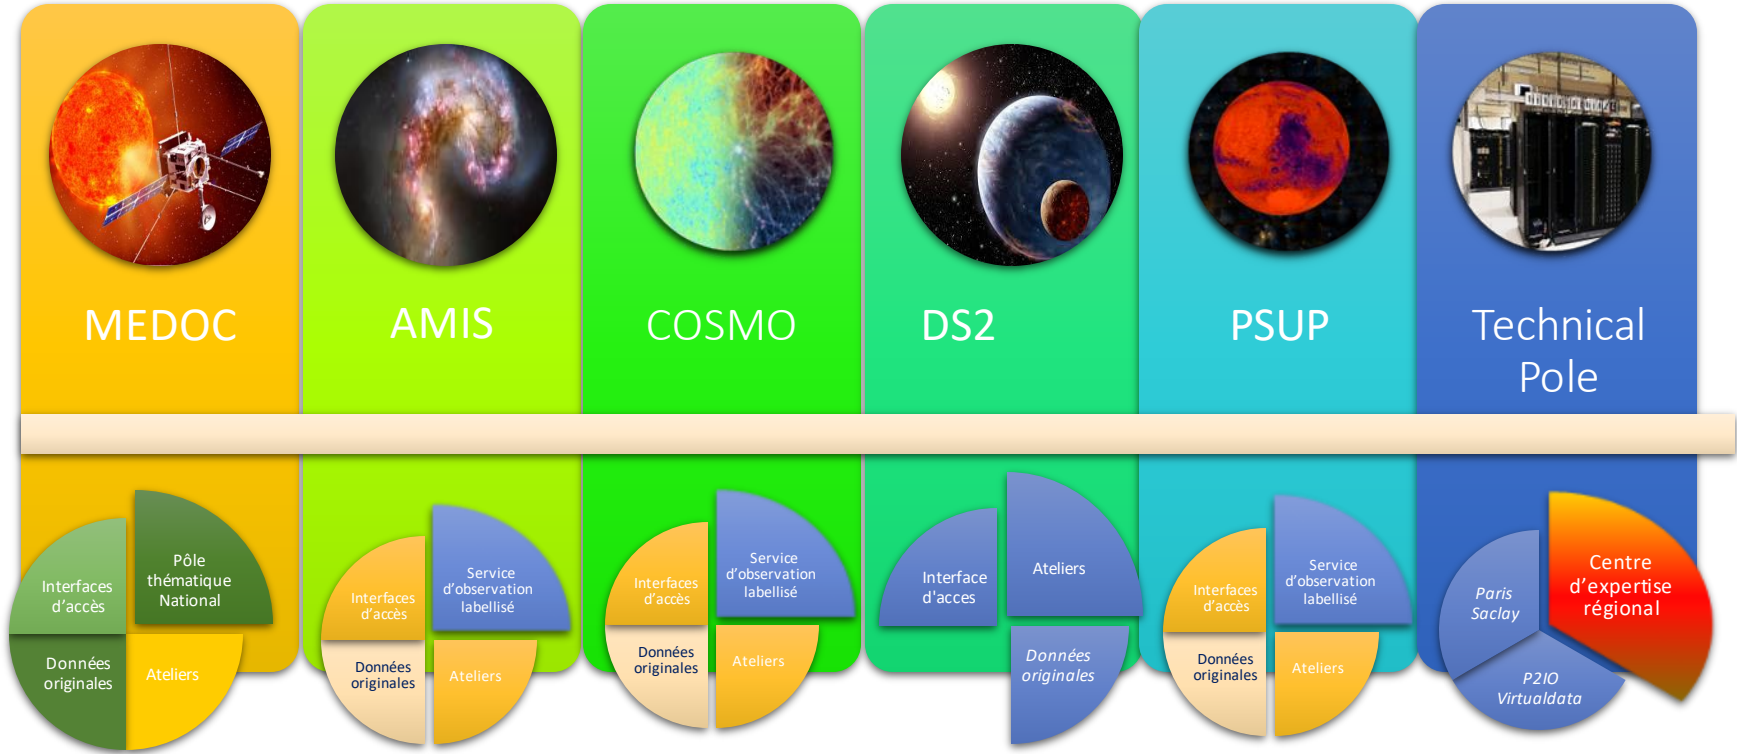 MEDOC
AMIS
COSMO
DS2
PSUP
Technical
Pole
Interfaces
d'accès
Pôle
thématique
National
Données
originales
Ateliers
Interfaces
d'accès
Service
d'observation
labellisé
Données
originales
Ateliers
Interfaces
d'accès
Service
d'observation
labellisé
Données
originales
Ateliers
Interface
d'acces
Ateliers
Données
originales
Interfaces
d'accès
Service
d'observation
labellisé
Données
originales
Ateliers
Paris
Saclay
Centre
d'expertise
régional
P2IO
Virtualdata